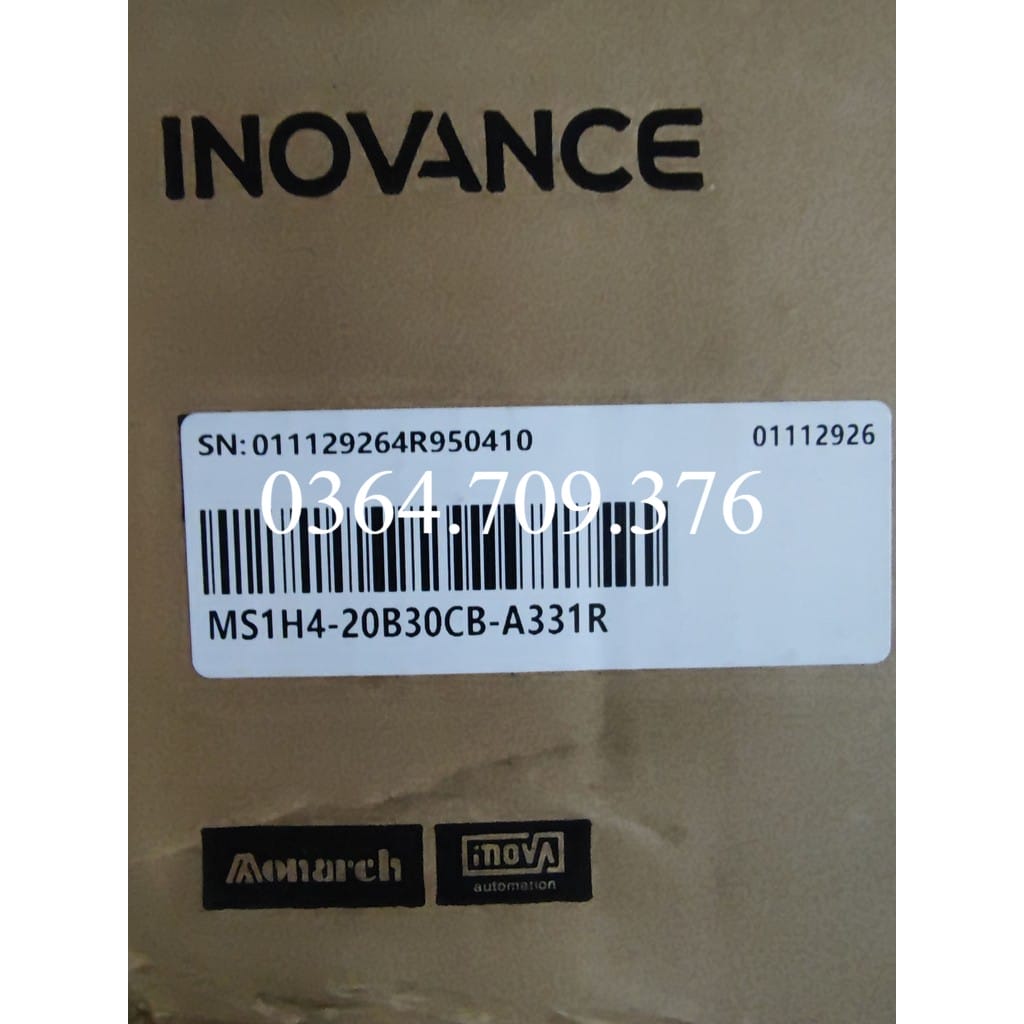 INOVANCE
SN: 011129264R950410 01112926
0364.709.376
MS1H4-20B30CB-A331R
Monarch
inovA
automation